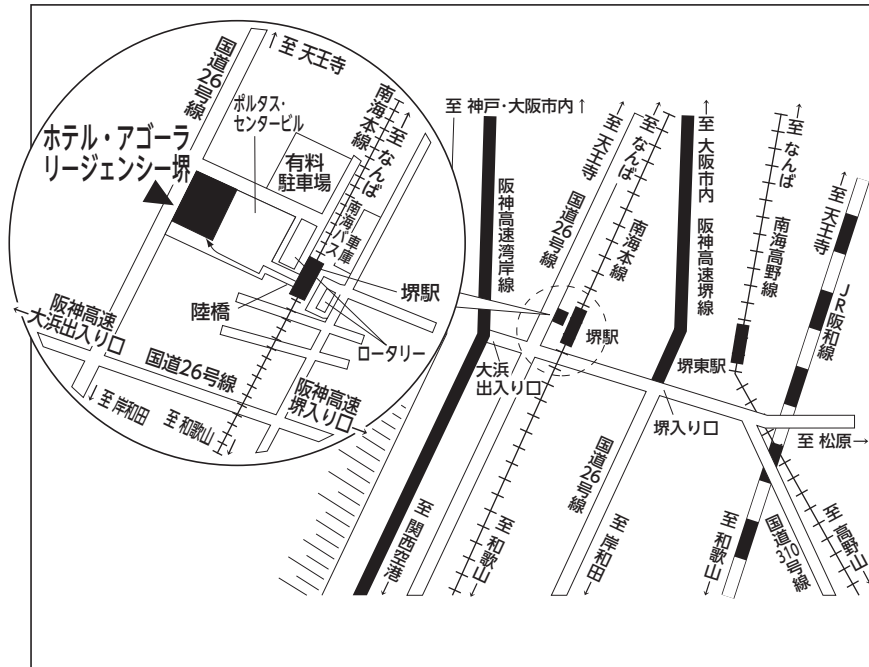 国道26号線
↑至 天王寺
ポルタス・
センタービル
南海本線
↑至 なんば
ホテル・アゴーラ
リージェンシー堺
有料
駐車場
南海バス
車庫
陸橋
堺駅
ロータリー
阪神高速
←大浜出入り口
国道26号線
阪神高速
堺入り口→
←至 岸和田
至 和歌山→
至 神戸・大阪市内↑
阪神高速湾岸線
←至 天王寺
国道26号線
←至 なんば
南海本線
←至 大阪市内
阪神高速堺線
←至 なんば
南海高野線
←至 天王寺
JR阪和線
堺駅
堺東駅
大浜
出入り口
堺入り口
至 松原→
国道26号線
至 関西空港→
至 和歌山→
至 岸和田→
至 和歌山→
国道310号線
至 高野山→